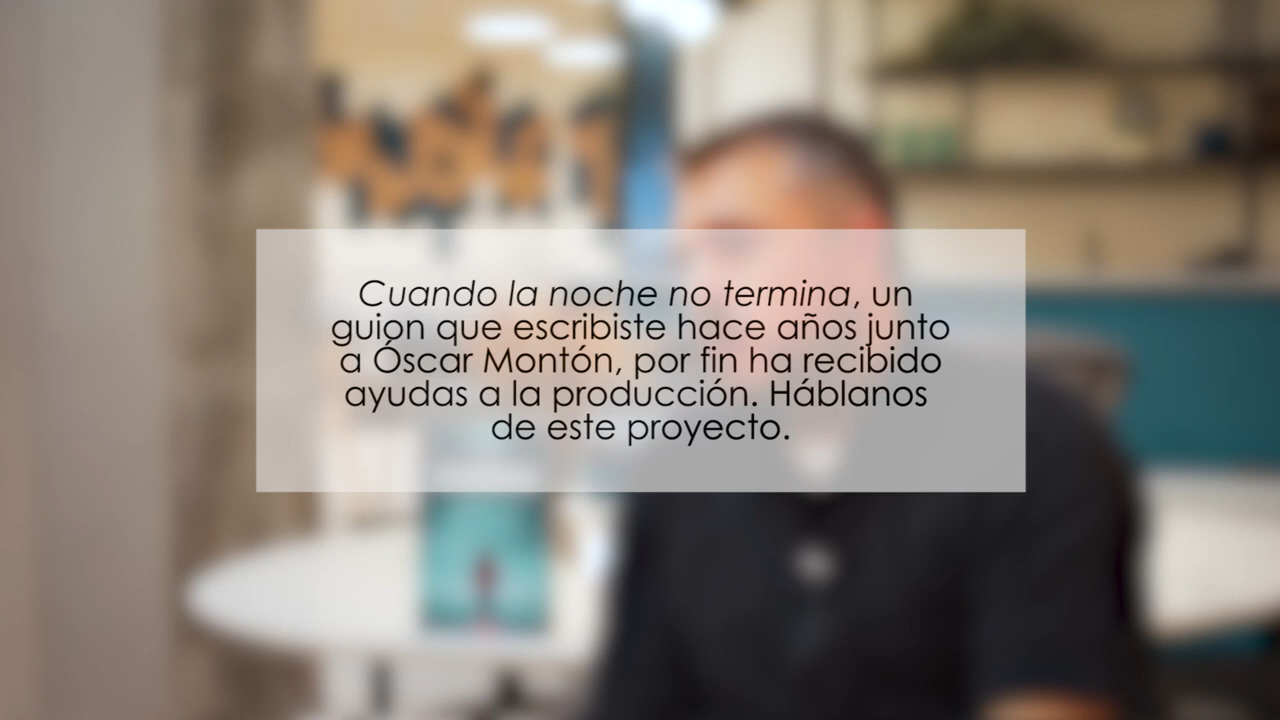 Cuando la noche no termina, un
guion que escribiste hace años junto
a Óscar Montón, por fin ha recibido
ayudas a la producción. Háblanos
de este proyecto.